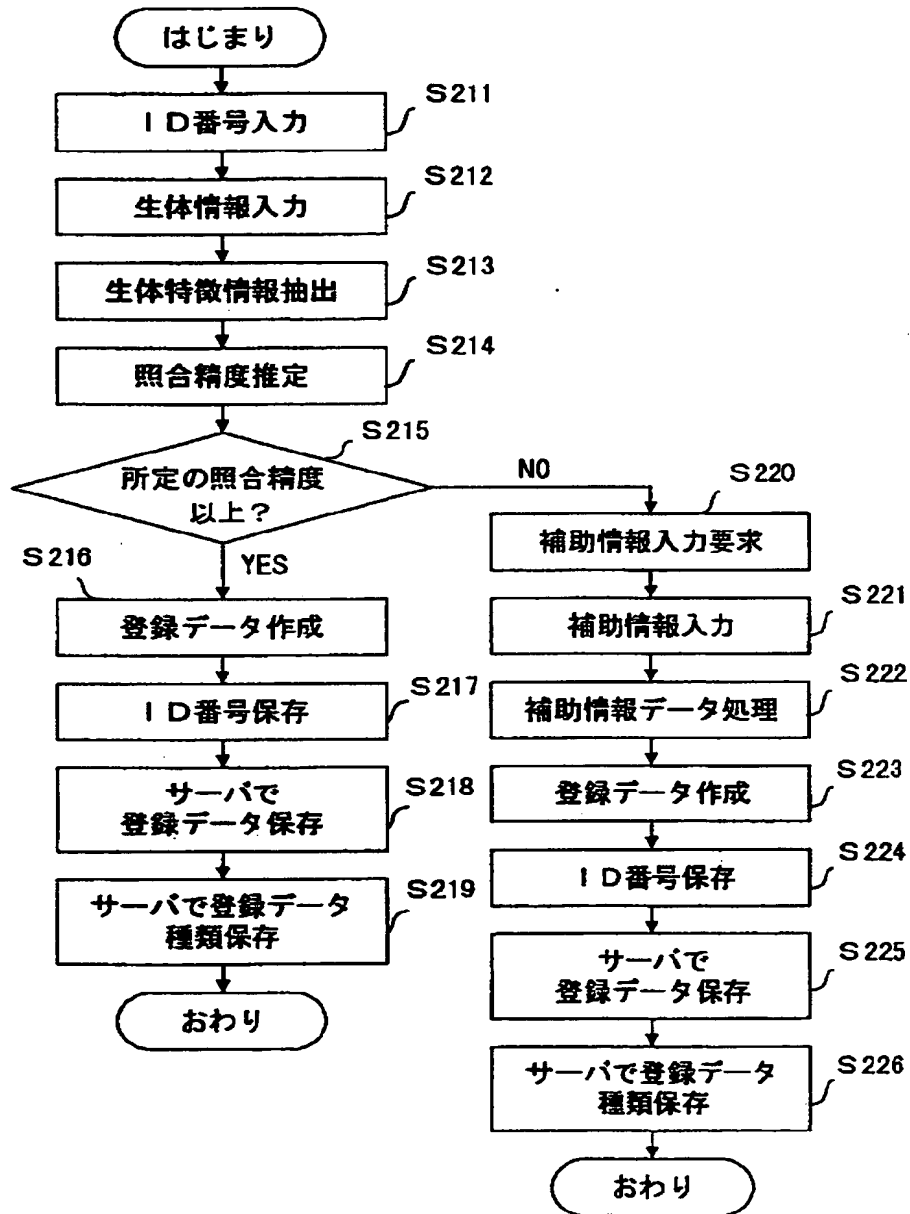 はじまり
S211
ID番号入力
S212
生体情報入力
S213
生体特徴情報抽出
S214
照合精度推定
S215
所定の照合精度
以上?
NO
YES
S216
登録データ作成
S217
ID番号保存
S218
サーバで
登録データ保存
S219
サーバで登録データ
種類保存
おわり
S220
補助情報入力要求
S221
補助情報入力
S222
補助情報データ処理
S223
登録データ作成
S224
ID番号保存
S225
サーバで
登録データ保存
S226
サーバで登録データ
種類保存
おわり